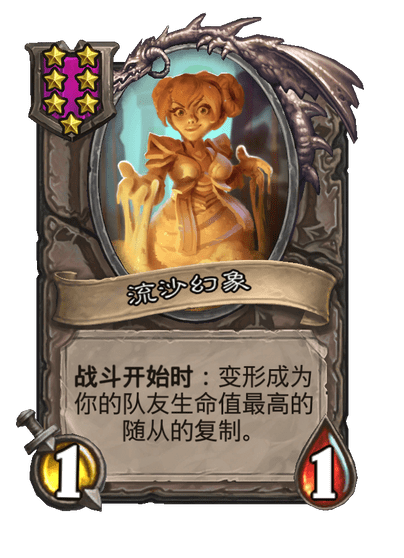 流沙幻象
战斗开始时：变形成为
你的队友生命值最高的
随从的复制。
1
1